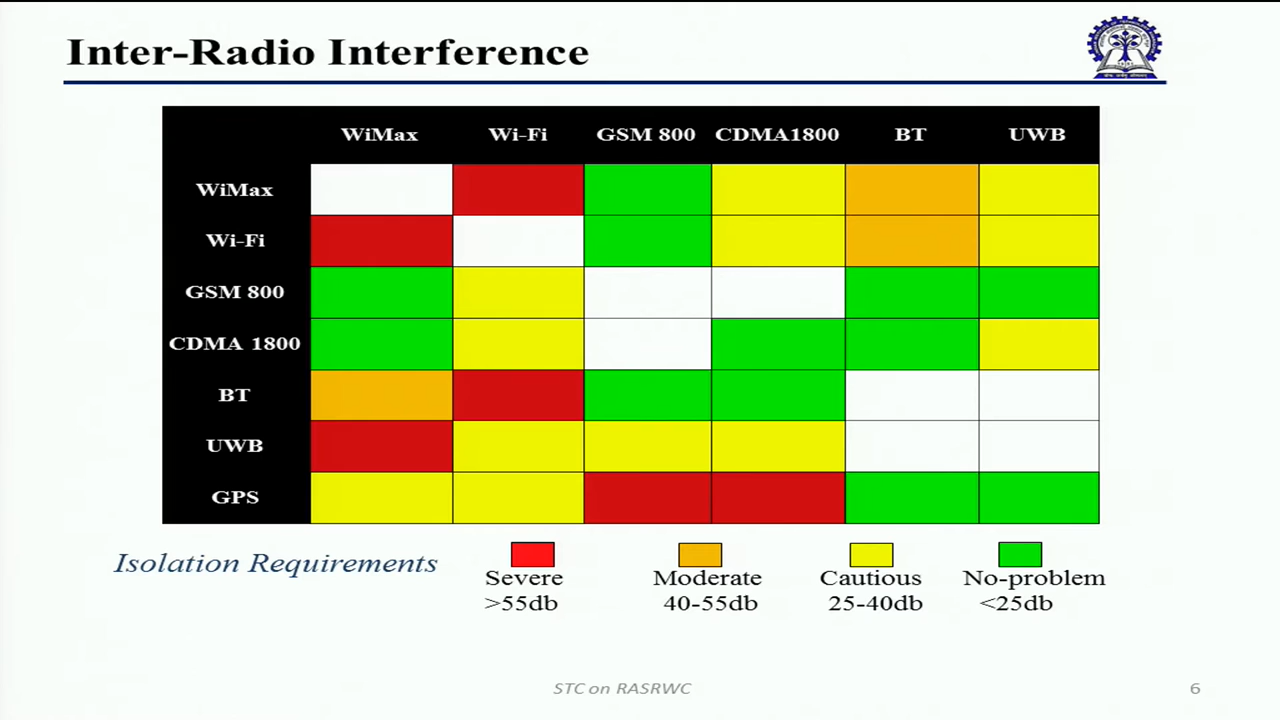 Inter-Radio Interference
WiMax Wi-Fi GSM 800 CDMA1800 BT UWB
WiMax
Wi-Fi
GSM 800
CDMA 1800
BT
UWB
GPS
Isolation Requirements
Severe Moderate Cautious No-problem
>55db 40-55db 25-40db <25db
STC on RASRWC 6